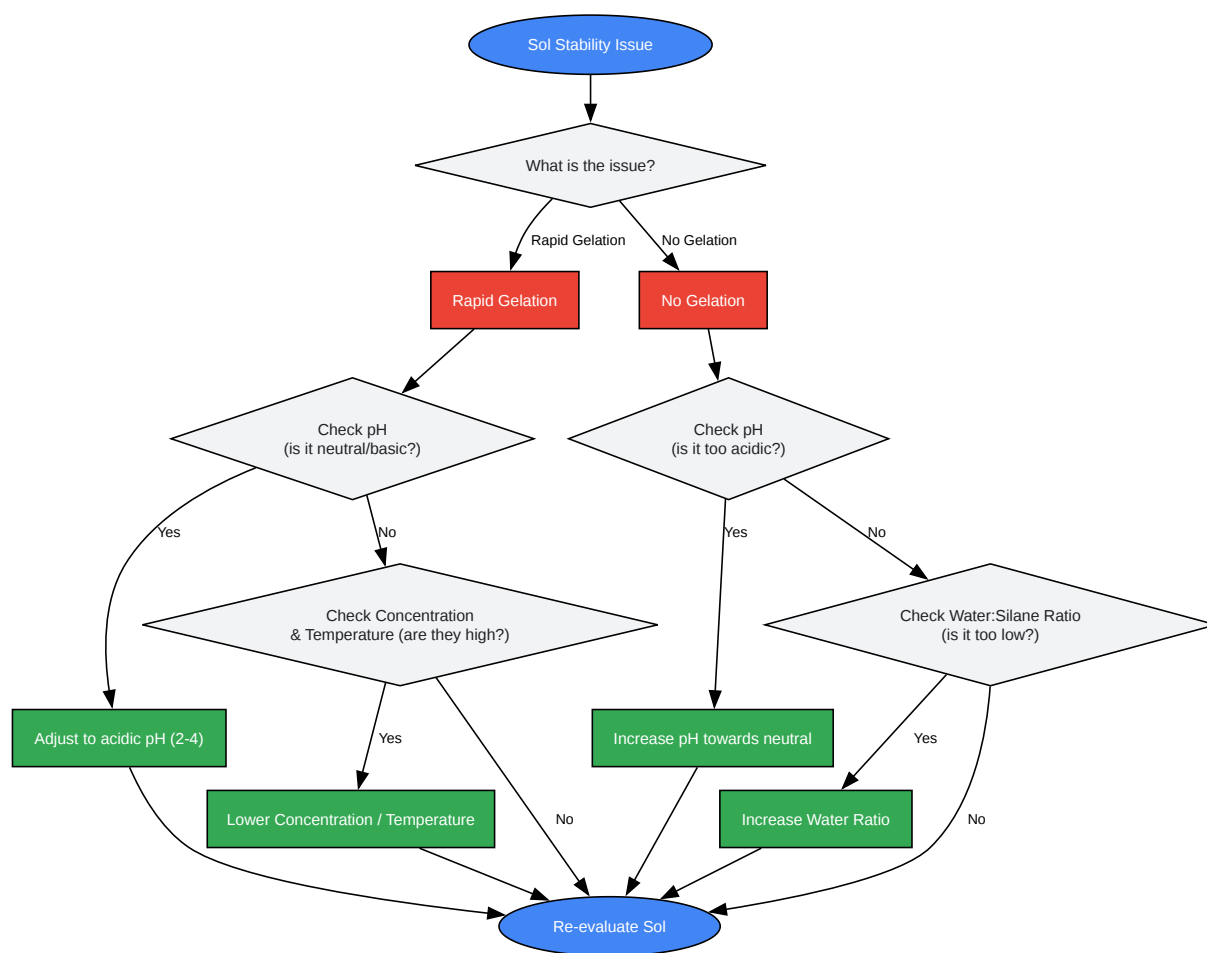 Sol Stability Issue
What is the issue?
Rapid Gelation
No Gelation
Rapid Gelation
No Gelation
Check pH
(is it neutral/basic?)
Check pH
(is it too acidic?)
Yes
No
Yes
No
Check Concentration
& Temperature (are they high?)
Check Water:Silane Ratio
(is it too low?)
Adjust to acidic pH (2-4)
Yes
Increase pH towards neutral
Yes
Lower Concentration / Temperature
No
Increase Water Ratio
No
Re-evaluate Sol